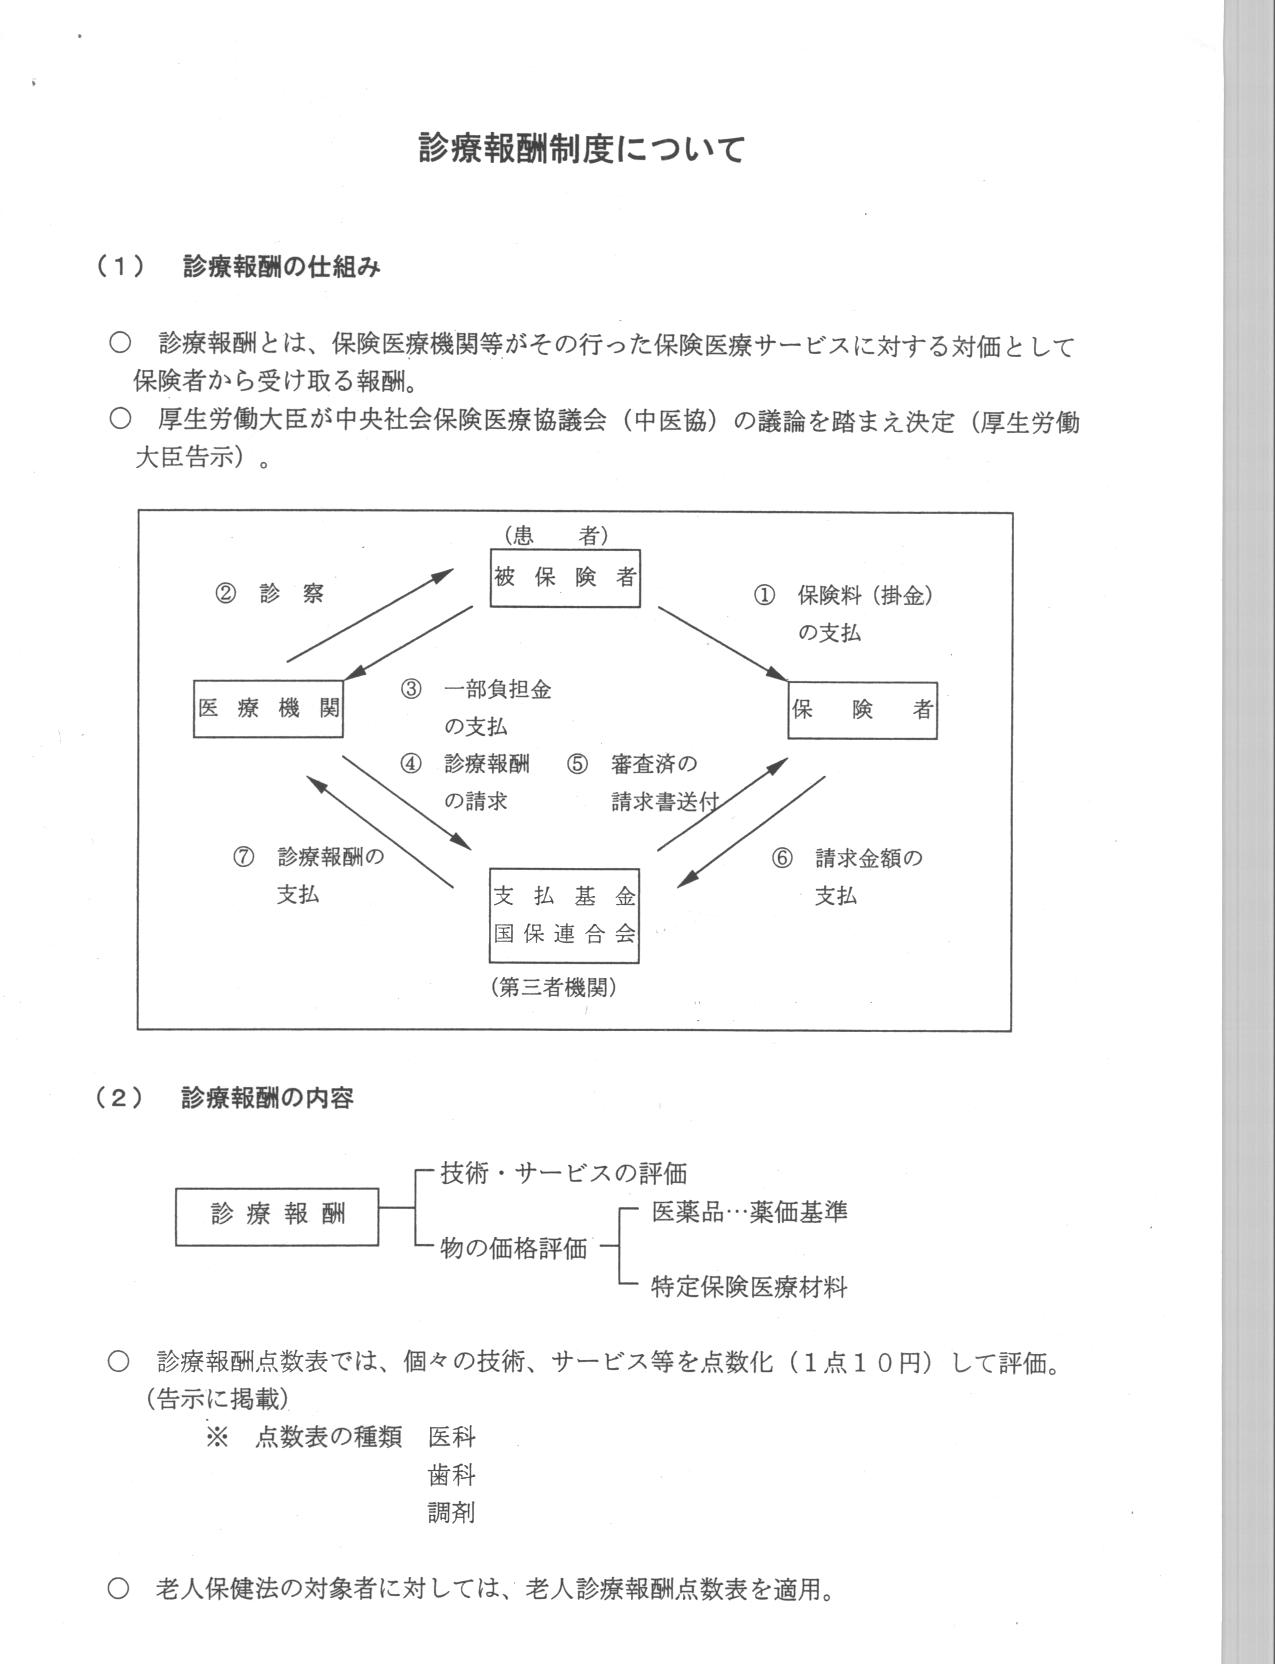 診療報酬制度について
（１）　診療報酬の仕組み
○　診療報酬とは、保険医療機関等がその行った保険医療サービスに対する対価として
保険者から受け取る報酬。
○　厚生労働大臣が中央社会保険医療協議会（中医協）の議論を踏まえ決定（厚生労働
大臣告示）。
（患　　者）
被保険者
②　診　察
①　保険料（掛金）
の支払
医療機関
③　一部負担金
の支払
保　険　者
④　診療報酬
の請求
⑤　審査済の
請求書送付
⑦　診療報酬の
支払
⑥　請求金額の
支払
支払基金
国保連合会
（第三者機関）
（２）　診療報酬の内容
技術・サービスの評価
診療報酬
医薬品…薬価基準
物の価格評価
特定保険医療材料
○　診療報酬点数表では、個々の技術、サービス等を点数化（１点１０円）して評価。
（告示に掲載）
※　点数表の種類　医科
歯科
調剤
○　老人保健法の対象者に対しては、老人診療報酬点数表を適用。